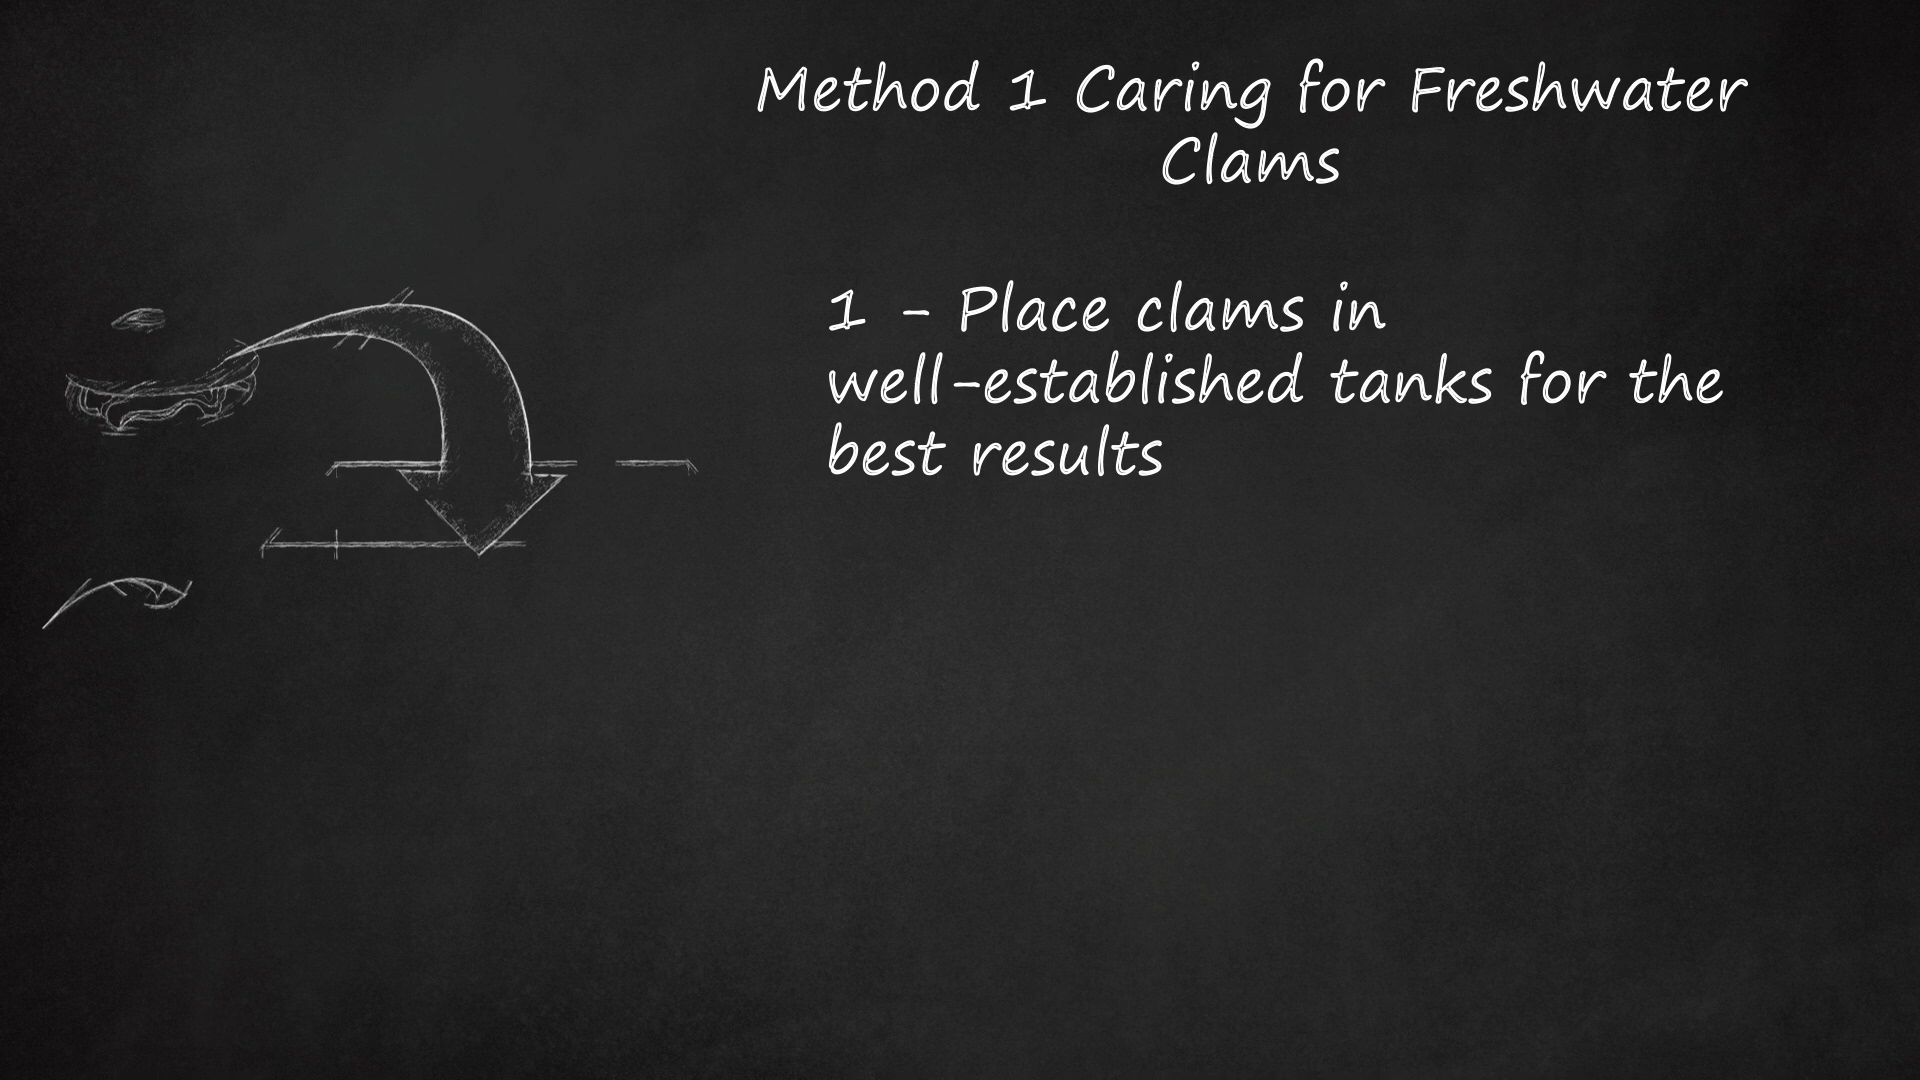 Method 1 Caring for Freshwater
Clams
1 - Place clams in
well-established tanks for the
best results